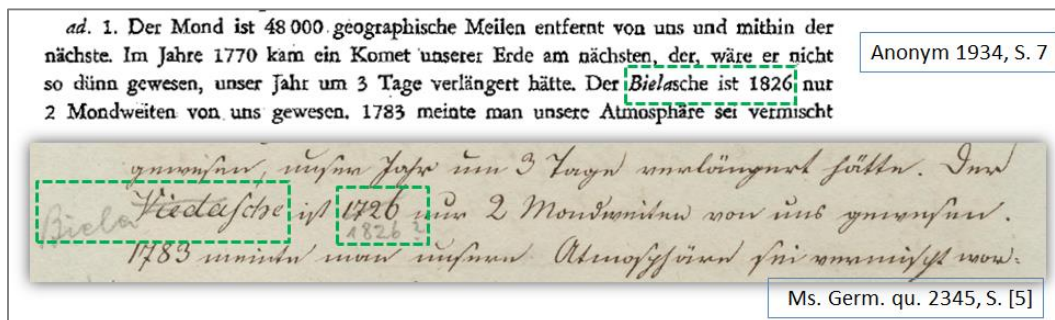 ad. 1. Der Mond ist 48 000 geographische Meilen entfernt von uns und mithin der
nächste. Im Jahre 1770 kam ein Komet unserer Erde am nächsten, der, wäre er nicht
so dünn gewesen, unser Jahr um 3 Tage verlängert hätte. Der Bielasche ist 1826 nur
2 Mondweiten von uns gewesen. 1783 meinte man unsere Atmosphäre sei vermischt
Anonym 1934, S. 7
gewesen, unser Jahr um 3 Tage verlängert hätte. Der
Biela Viedasche ist 1726 nur 2 Mondweiten von uns gewesen.
1826 ?
1783 meinte man unsere Atmosphäre sei vermischt wor:
Ms. Germ. qu. 2345, S. [5]